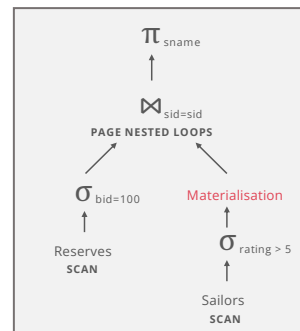 π sname
⋈ sid=sid
PAGE NESTED LOOPS
σ bid=100
Materialisation
Reserves
SCAN
σ rating > 5
Sailors
SCAN